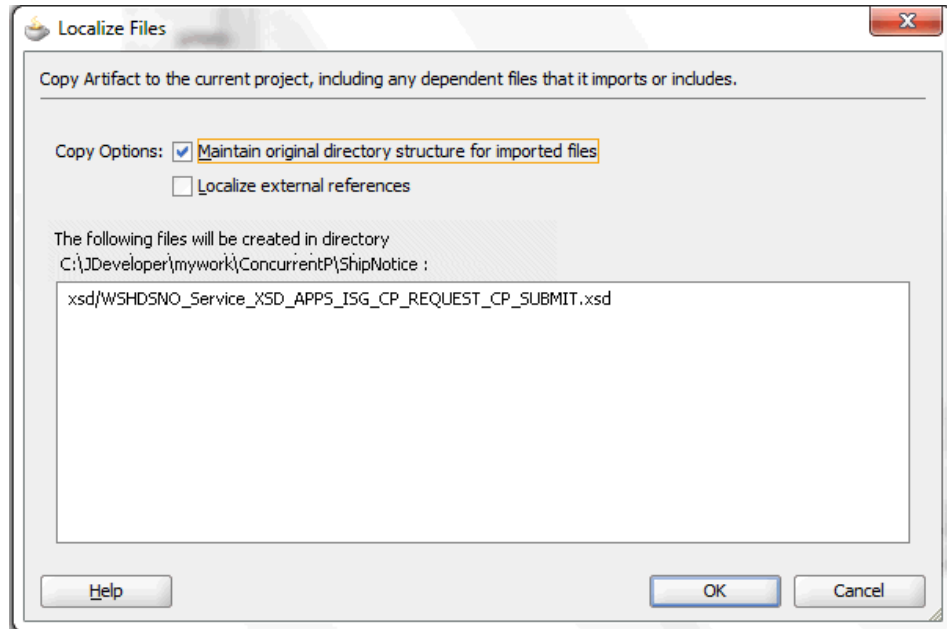 Localize Files
Copy Artifact to the current project, including any dependent files that it imports or includes.
Copy Options: Maintain original directory structure for imported files
Localize external references
The following files will be created in directory
C:\JDeveloper\mywork\ConcurrentP\ShipNotice :
xsd/WSHDSNO_Service_XSD_APPS_ISG_CP_REQUEST_CP_SUBMIT.xsd
Help OK Cancel